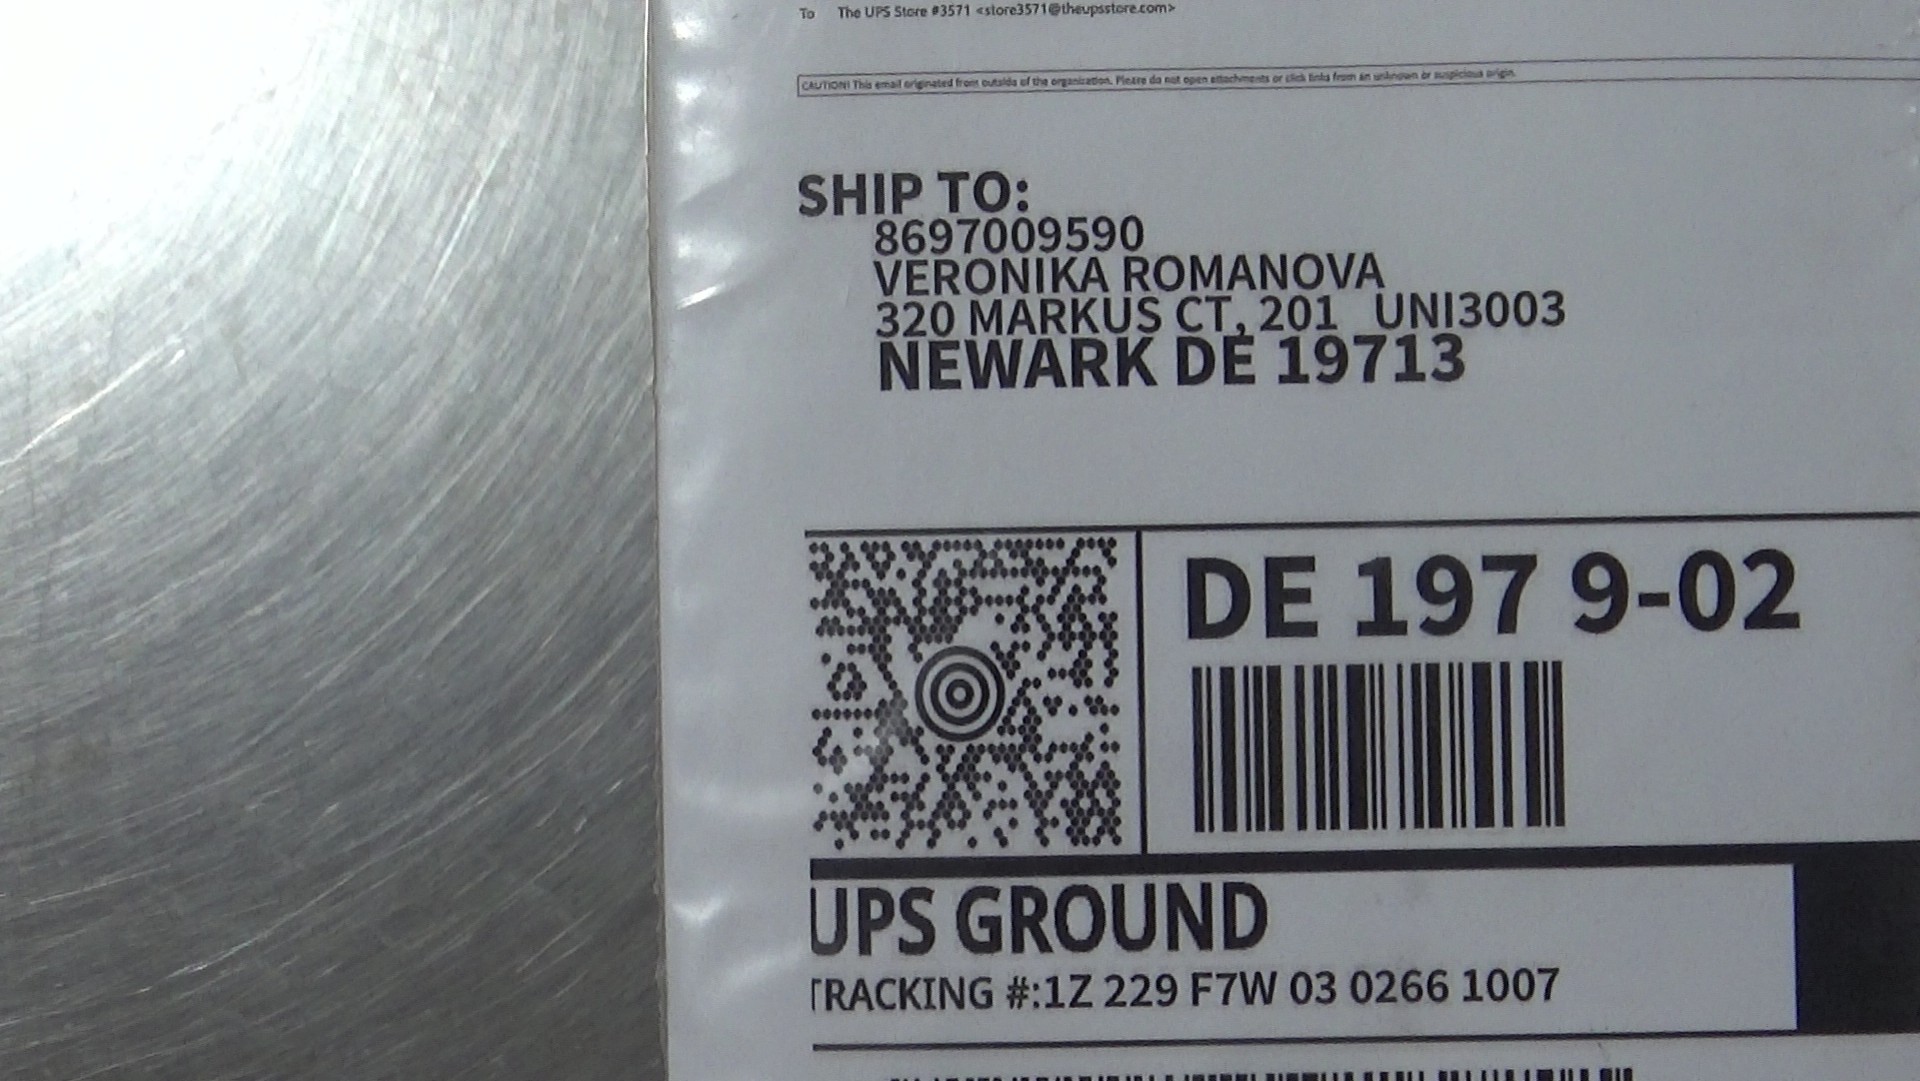 To The UPS Store #3571 <store3571@theupsstore.com>
CAUTION! This email originated from outside of the organization. Please do not open attachments or click links from an unknown or suspicious origin.
SHIP TO:
8697009590
VERONIKA ROMANOVA
320 MARKUS CT, 201 UNI3003
NEWARK DE 19713
DE 197 9-02
UPS GROUND
TRACKING #:1Z 229 F7W 03 0266 1007